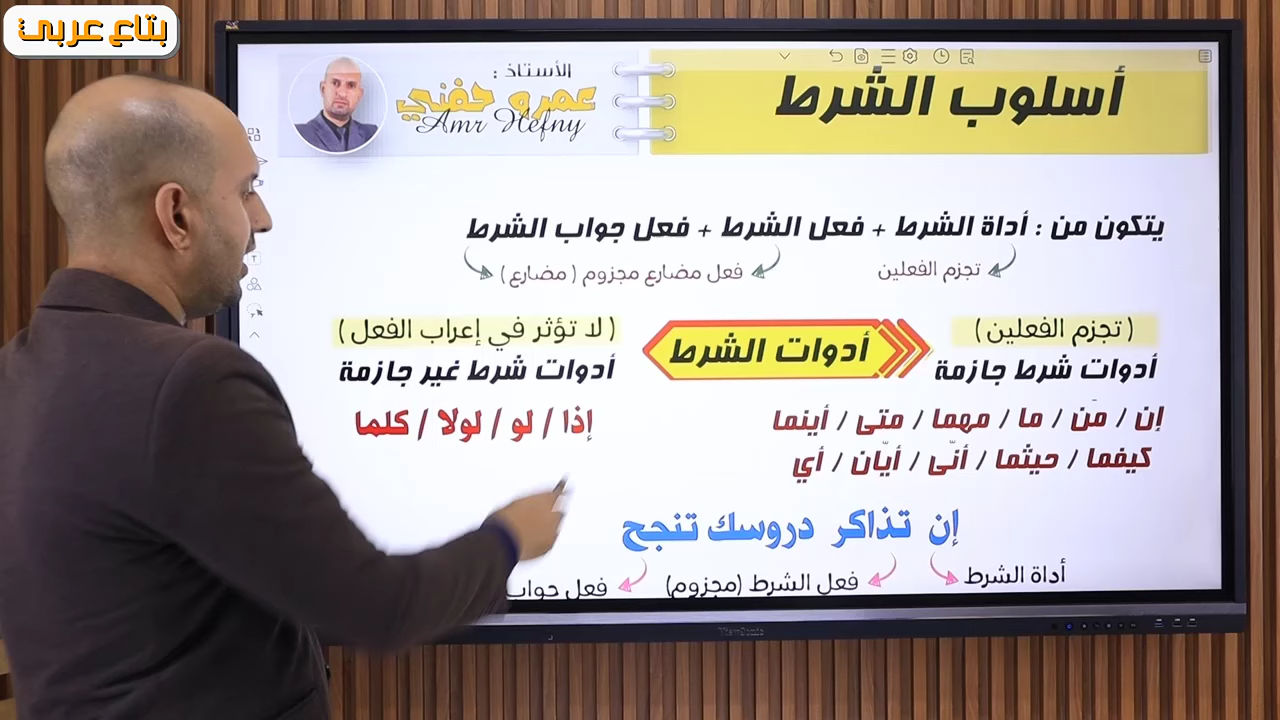 بتاع عربي
أسلوب الشرط
الأستاذ :
عمرو حفني
Amr Hefny
يتكون من : أداة الشرط + فعل الشرط + فعل جواب الشرط
تجزم الفعلين
فعل مضارع مجزوم ( مضارع )
( تجزم الفعلين )
أدوات الشرط
( لا تؤثر في إعراب الفعل )
أدوات شرط جازمة
أدوات شرط غير جازمة
إن / مَن / ما / مهما / متى / أينما
إذا / لو / لولا / كلما
كيفما / حيثما / أنّى / أيّان / أي
إن تذاكر دروسك تنجح
أداة الشرط
فعل الشرط (مجزوم)
فعل جواب